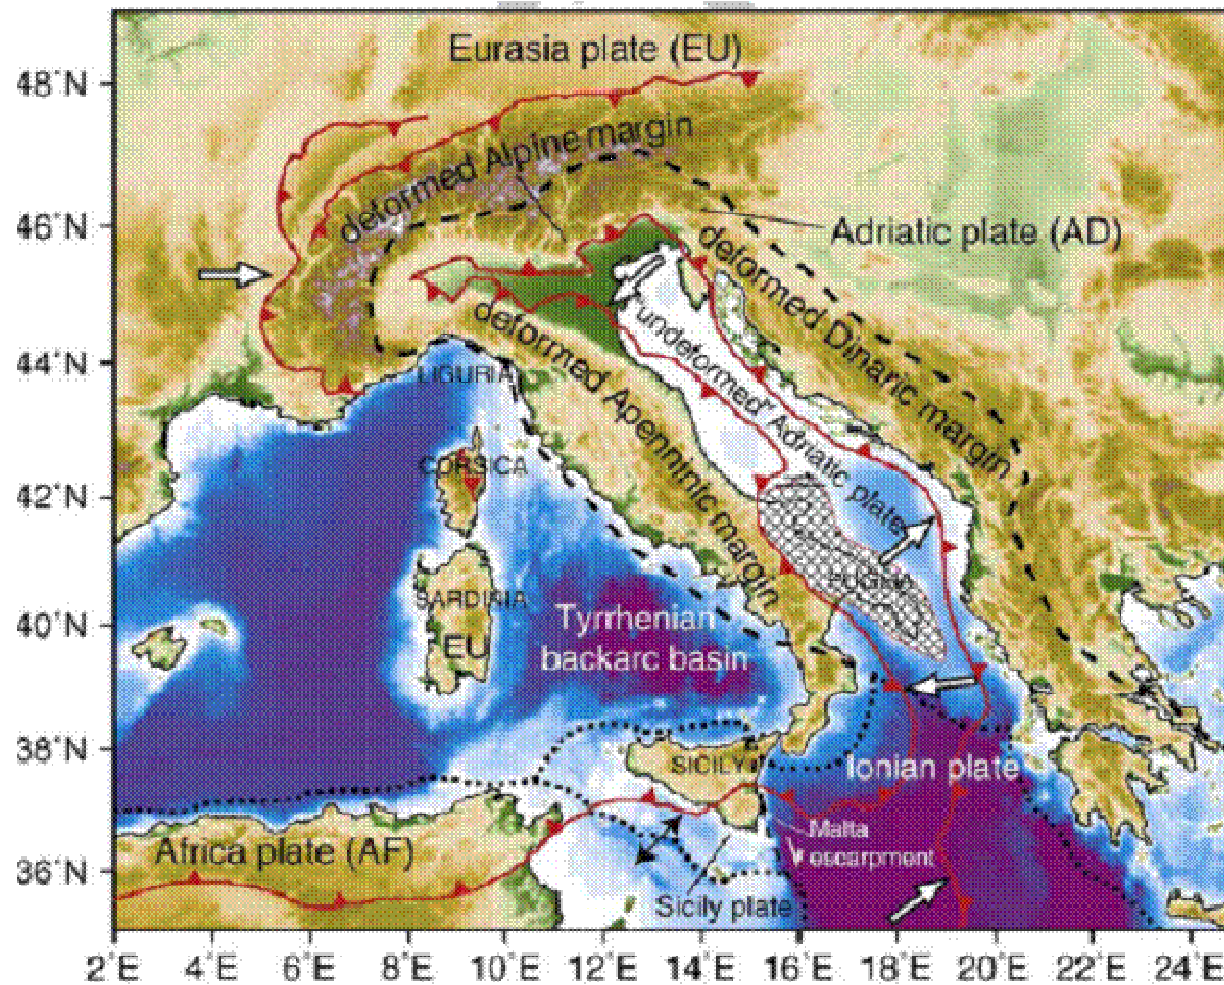 Eurasia plate (EU)
48°N
deformed Alpine margin
46°N
Adriatic plate (AD)
deformed Dinaric margin
"undeformed" Adriatic plate
deformed Apenninic margin
44°N
LIGURIA
CORSICA
42°N
PUGLIA
SARDINIA
40°N
Tyrrhenian
backarc basin
EU
38°N
SICILY
Ionian plate
Malta
escarpment
Africa plate (AF)
36°N
Sicily plate
2°E 4°E 6°E 8°E 10°E 12°E 14°E 16°E 18°E 20°E 22°E 24°E